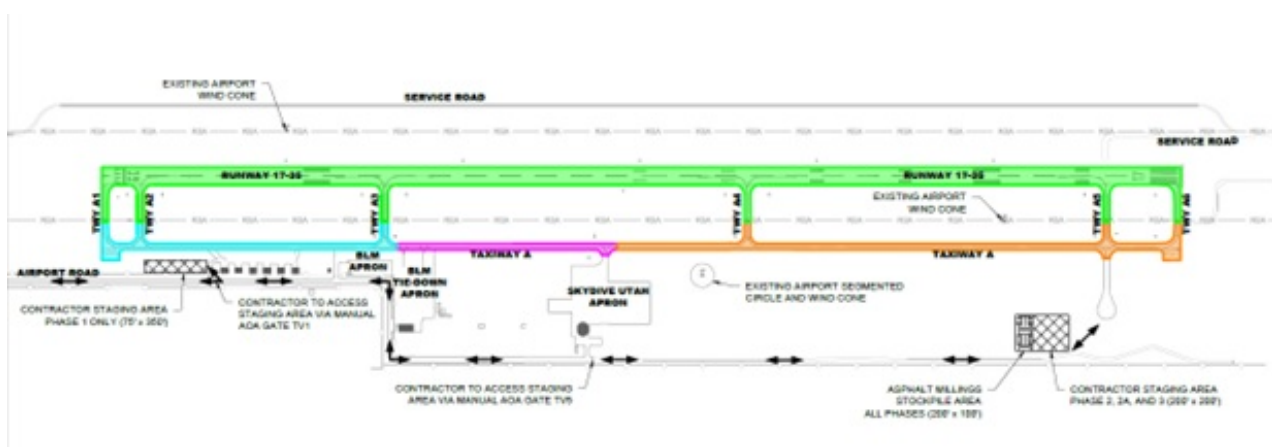 EXISTING AIRPORT
WIND CONE
SERVICE ROAD
SERVICE ROAD
RUNWAY 17-35
RUNWAY 17-35
TWY A1
TWY A2
TWY A3
TWY A4
TWY A5
TWY A6
EXISTING AIRPORT
WIND CONE
BLM
APRON
TAXIWAY A
TAXIWAY A
AIRPORT ROAD
BLM
TIE-DOWN
APRON
SKYDIVE UTAH
APRON
EXISTING AIRPORT SEGMENTED
CIRCLE AND WIND CONE
CONTRACTOR STAGING AREA
PHASE 1 ONLY (75' x 350')
CONTRACTOR TO ACCESS
STAGING AREA VIA MANUAL
AOA GATE TV1
CONTRACTOR TO ACCESS STAGING
AREA VIA MANUAL AOA GATE
ASPHALT MILLINGS
STOCKPILE AREA
ALL PHASES (200' x 100')
CONTRACTOR STAGING AREA
PHASE 2, 2A, AND 3 (200' x 200')